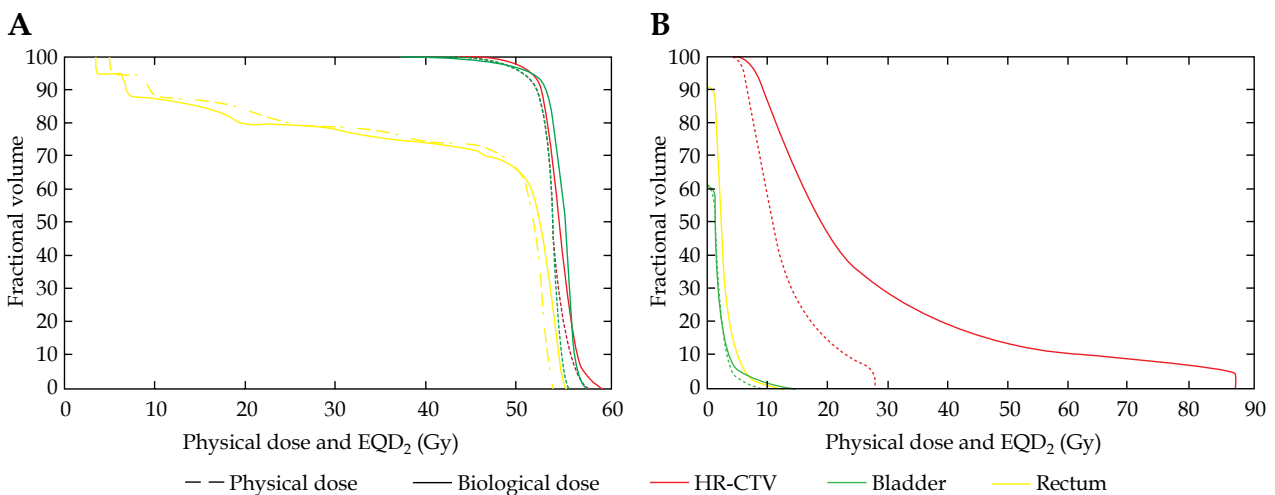 A
B
Fractional volume
100
90
80
70
60
50
40
30
20
10
0
0 10 20 30 40 50 60
Physical dose and EQD₂ (Gy)
Fractional volume
100
90
80
70
60
50
40
30
20
10
0
0 10 20 30 40 50 60 70 80 90
Physical dose and EQD₂ (Gy)
Physical dose Biological dose HR-CTV Bladder Rectum